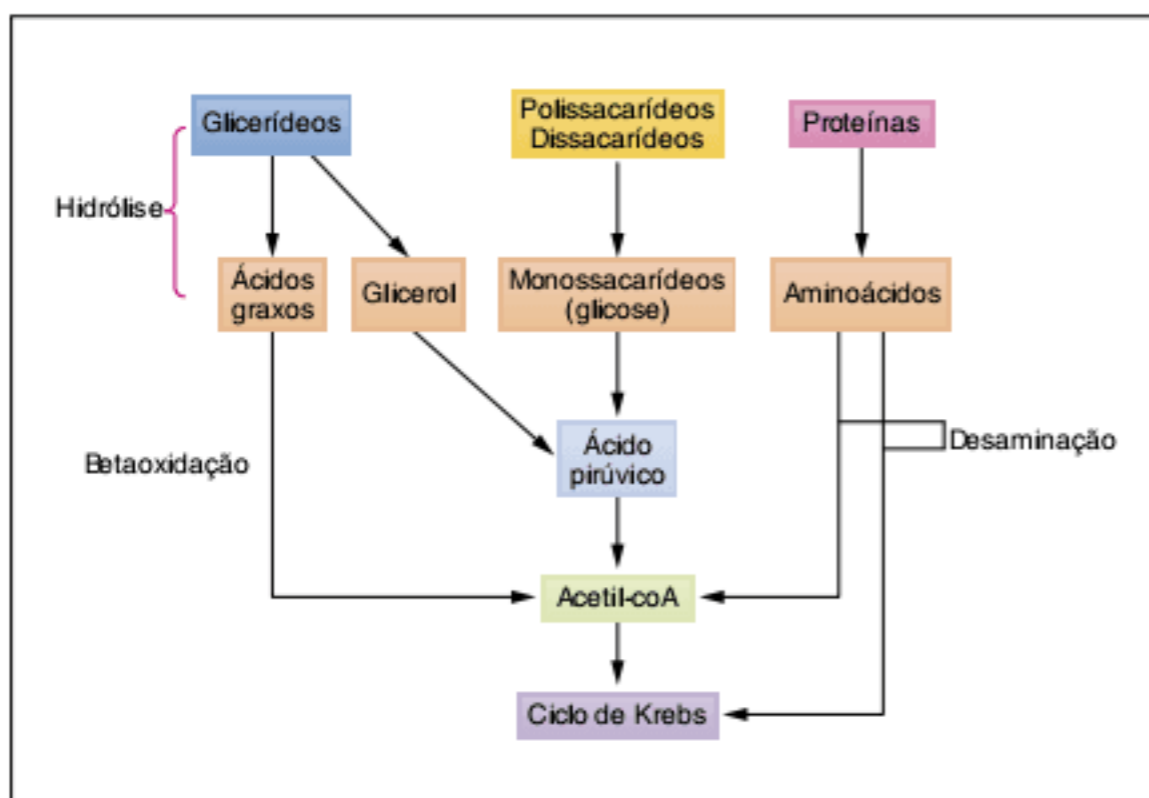 Glicerídeos
Polissacarídeos
Dissacarídeos
Proteínas
Hidrólise
Ácidos
graxos
Glicerol
Monossacarídeos
(glicose)
Aminoácidos
Betaoxidação
Ácido
pirúvico
Desaminação
Acetil-coA
Ciclo de Krebs